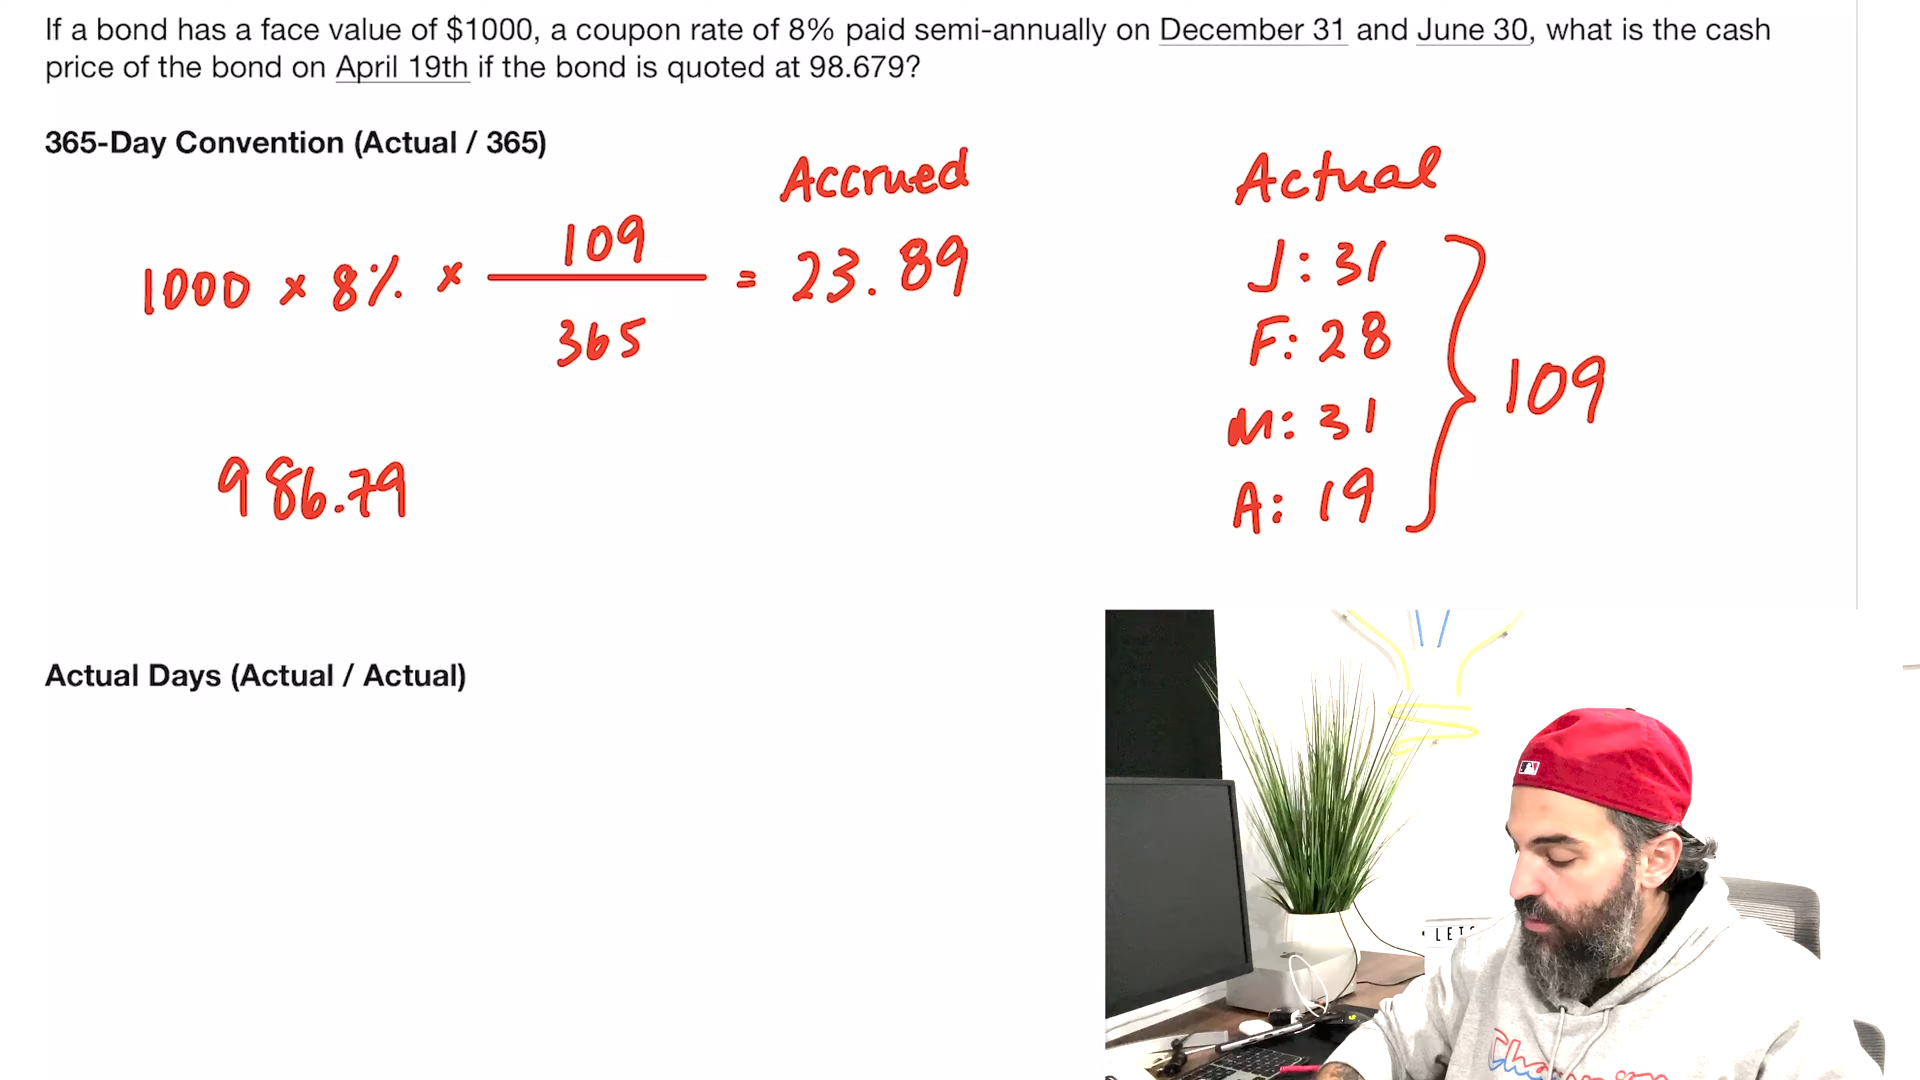 If a bond has a face value of $1000, a coupon rate of 8% paid semi-annually on December 31 and June 30, what is the cash
price of the bond on April 19th if the bond is quoted at 98.679?
365-Day Convention (Actual / 365)
Accrued
1000 × 8% × 109 / 365 = 23.89
986.79
Actual
J: 31
F: 28
M: 31
A: 19
109
Actual Days (Actual / Actual)